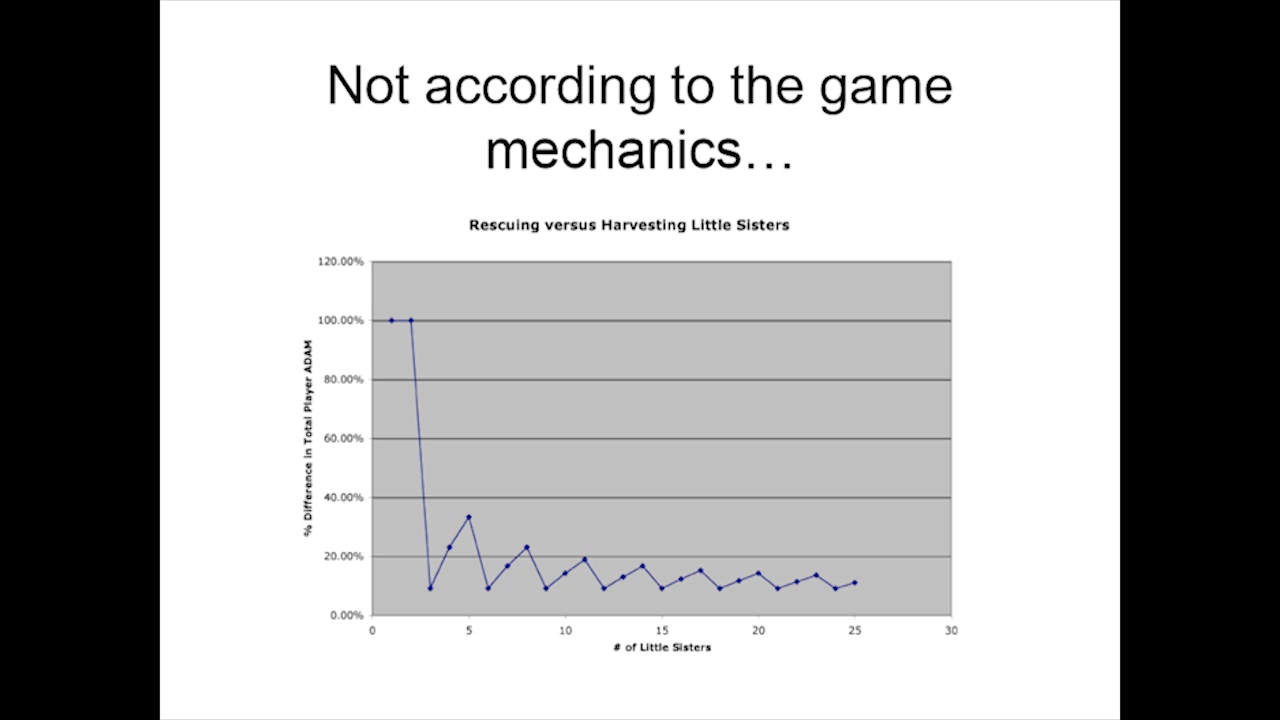 Not according to the game
mechanics…
Rescuing versus Harvesting Little Sisters
120.00%
100.00%
80.00%
60.00%
40.00%
20.00%
0.00%
% Difference in Total Player ADAM
0 5 10 15 20 25 30
# of Little Sisters